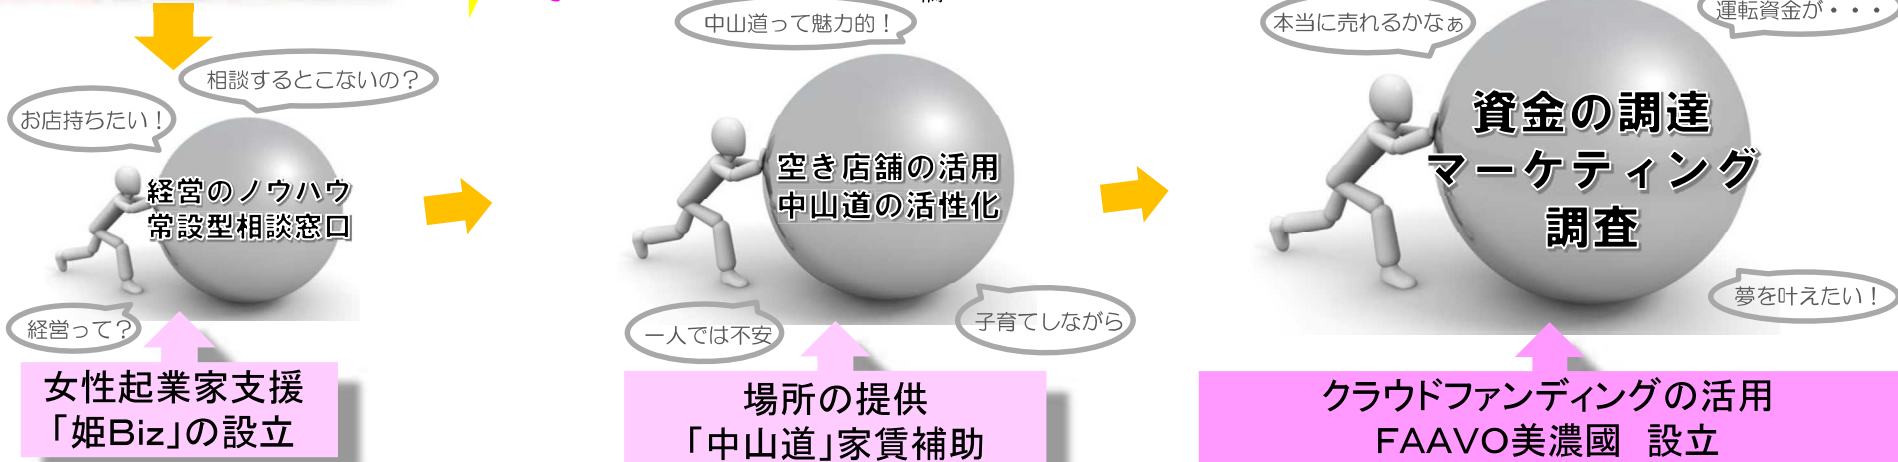 相談するとこないの？
お店持ちたい！
経営のノウハウ
常設型相談窓口
経営って？
女性起業家支援
「姫Biz」の設立
中山道って魅力的！
空き店舗の活用
中山道の活性化
一人では不安
子育てしながら
場所の提供
「中山道」家賃補助
本当に売れるかなぁ
運転資金が・・・
資金の調達
マーケティング
調査
夢を叶えたい！
クラウドファンディングの活用
FAAVO美濃國 設立